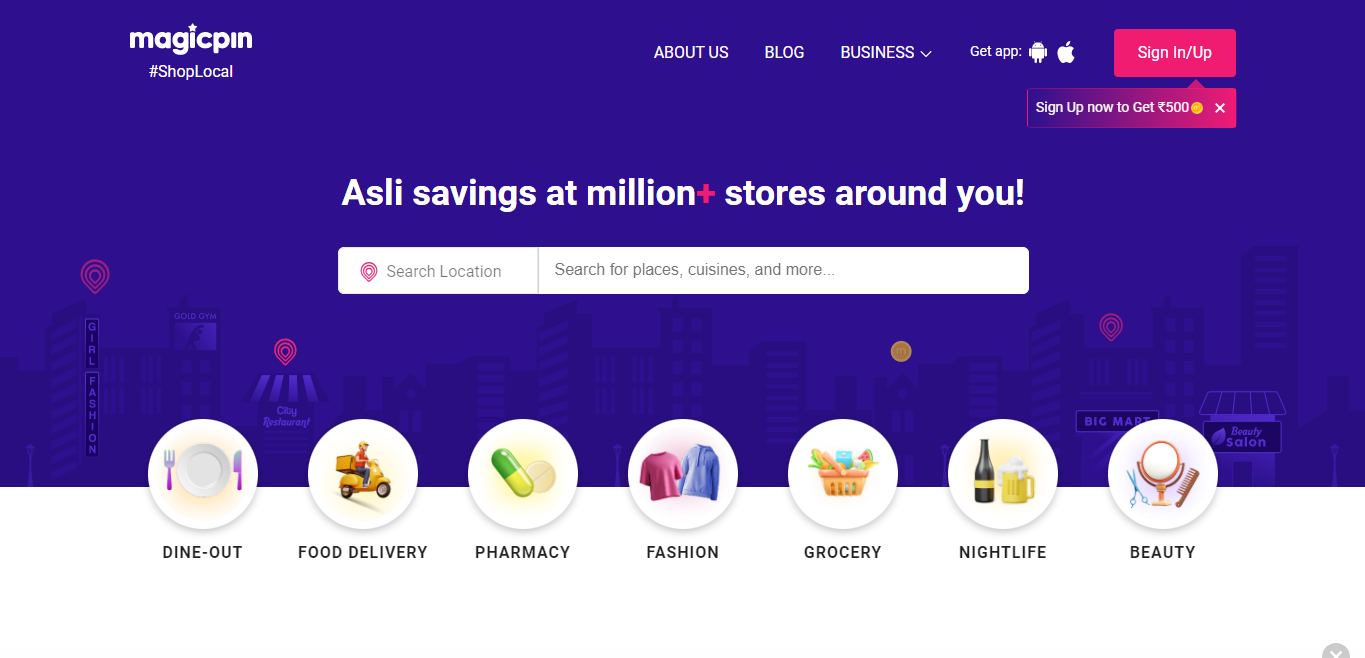 magicpin
#ShopLocal
ABOUT US
BLOG
BUSINESS
Get app:
Sign In/Up
Sign Up now to Get ₹500
Asli savings at million+ stores around you!
Search Location
Search for places, cuisines, and more...
GOLD GYM
GIRL
FASHION
City
Restaurant
BIG MART
Beauty
Salon
DINE-OUT
FOOD DELIVERY
PHARMACY
FASHION
GROCERY
NIGHTLIFE
BEAUTY